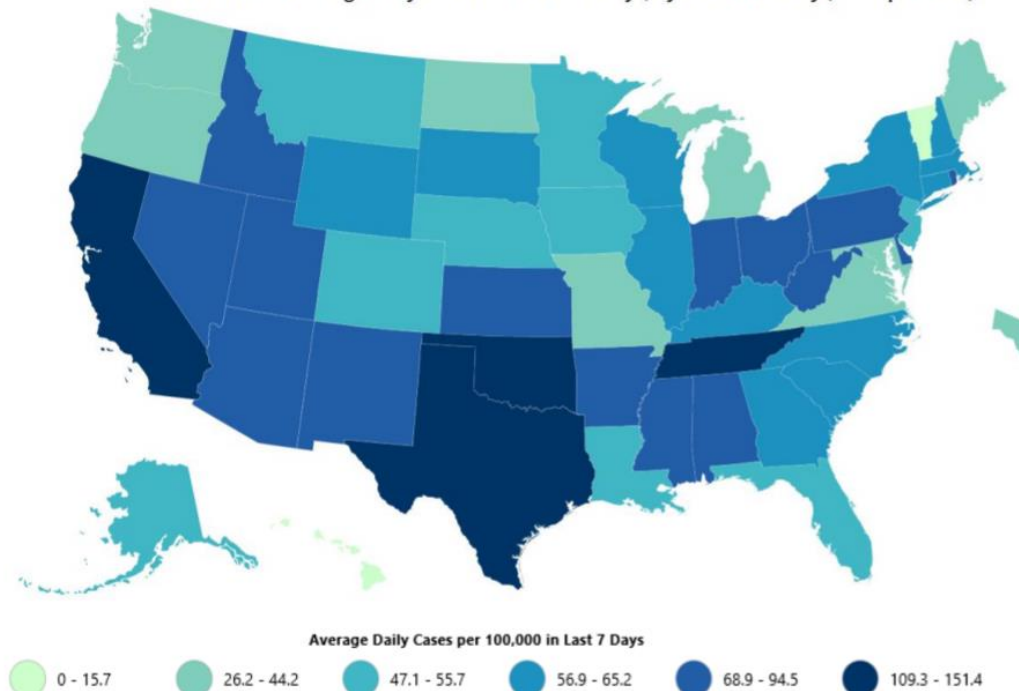 Average Daily Cases per 100,000 in Last 7 Days
0 - 15.7
26.2 - 44.2
47.1 - 55.7
56.9 - 65.2
68.9 - 94.5
109.3 - 151.4